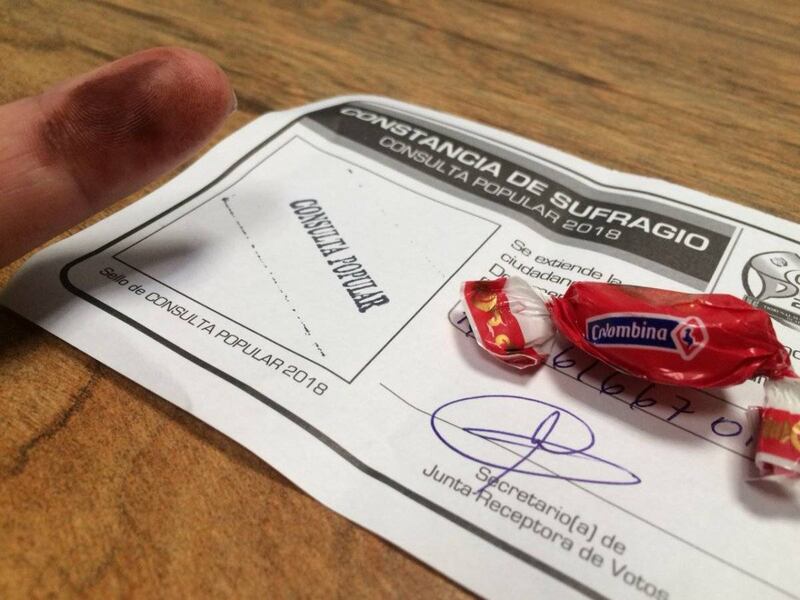 CONSTANCIA DE SUFRAGIO
CONSULTA POPULAR 2018
CONSULTA POPULAR
Sello de CONSULTA POPULAR 2018
Se extiende la
ciudadan
Colombina
Secretario(a) de
Junta Receptora de Votos